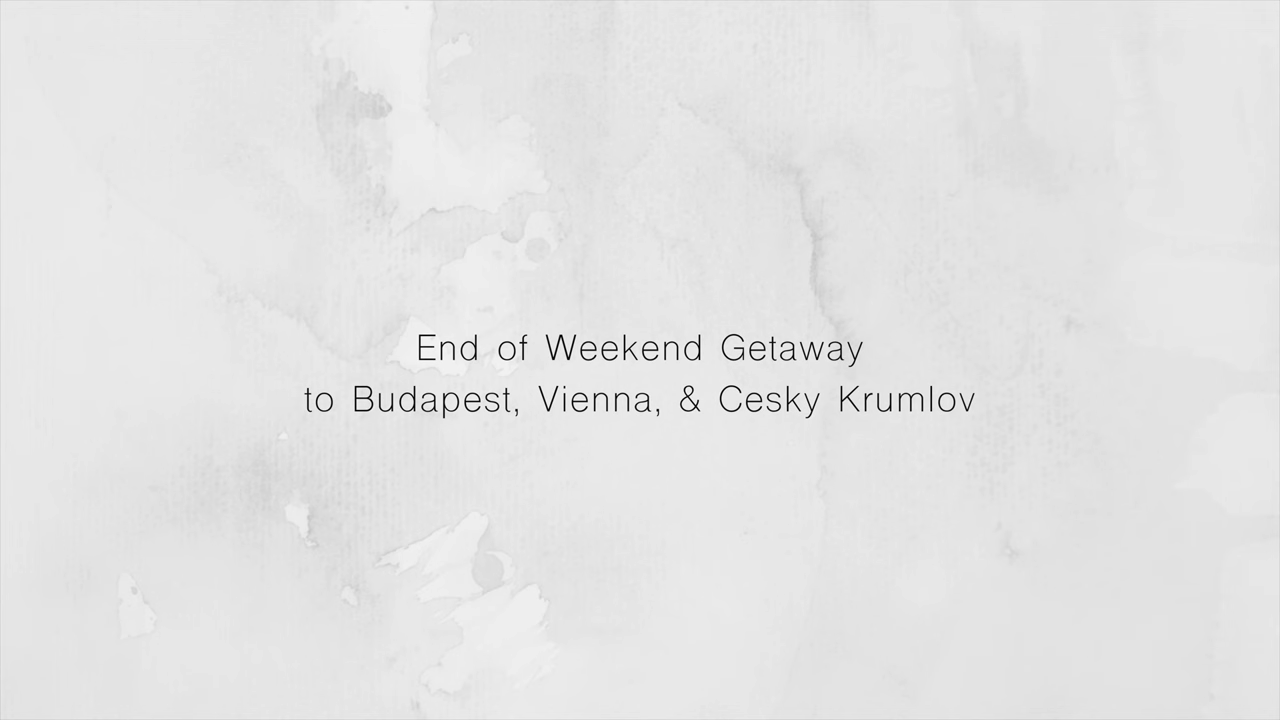 End of Weekend Getaway
to Budapest, Vienna, & Cesky Krumlov